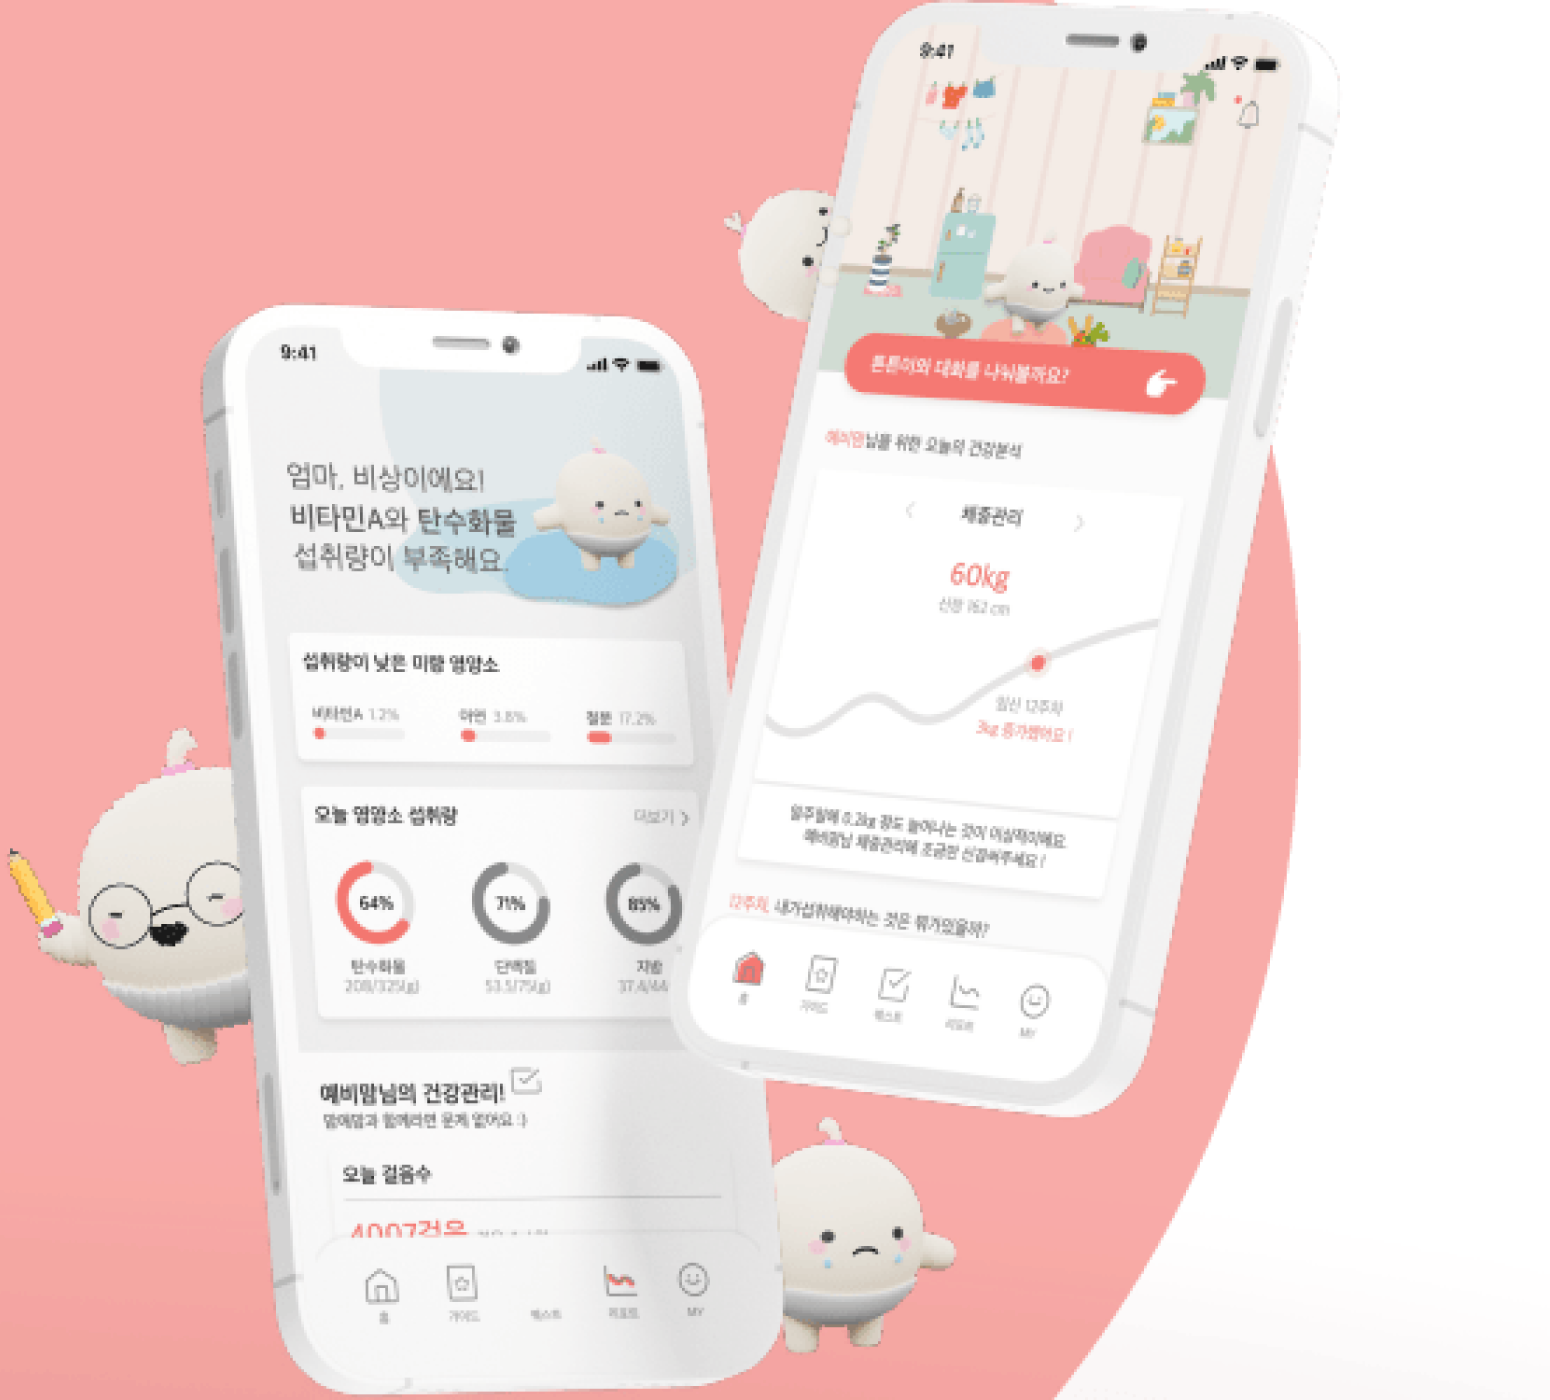 9:41
엄마, 비상이에요!
비타민A와 탄수화물
섭취량이 부족해요.
섭취량이 낮은 미량 영양소
비타민A 1.2%
아연 3.8%
철분 17.2%
오늘 영양소 섭취량
더보기
64%
71%
85%
탄수화물
단백질
지방
208/325(g)
53.5/75(g)
37.4/44
예비맘님의 건강관리!
맘에맘과 함께라면 문제 없어요 :)
오늘 걸음수
4007걸음
홈
가이드
퀘스트
리포트
MY
9:41
튼튼이와 대화를 나눠볼까요?
예비맘님을 위한 오늘의 건강분석
체중관리
60kg
신장 162 cm
임신 12주차
3kg 증가했어요 !
일주일에 0.2kg 정도 늘어나는 것이 이상적이에요.
예비맘님 체중관리에 조금만 신경써주세요 !
12주차, 내가섭취해야하는 것은 뭐가있을까?
홈
가이드
퀘스트
리포트
MY